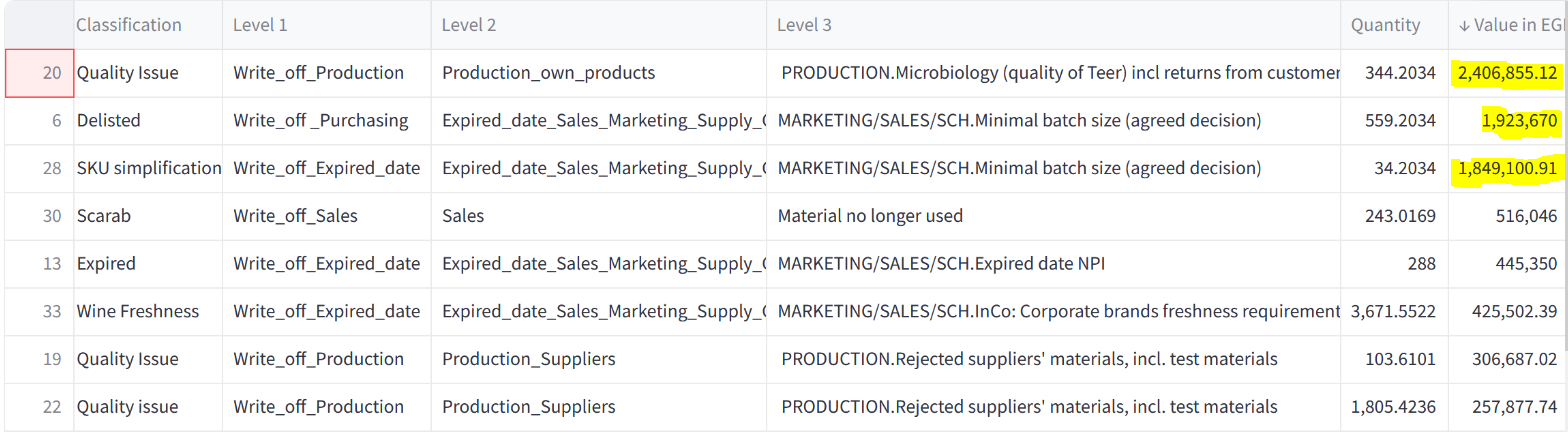 Classification Level 1 Level 2 Level 3 Quantity ↓ Value in EG
20 Quality Issue Write_off_Production Production_own_products PRODUCTION.Microbiology (quality of Teer) incl returns from customer 344.2034 2,406,855.12
6 Delisted Write_off _Purchasing Expired_date_Sales_Marketing_Supply_ MARKETING/SALES/SCH.Minimal batch size (agreed decision) 559.2034 1,923,670
28 SKU simplification Write_off_Expired_date Expired_date_Sales_Marketing_Supply_ MARKETING/SALES/SCH.Minimal batch size (agreed decision) 34.2034 1,849,100.91
30 Scarab Write_off_Sales Sales Material no longer used 243.0169 516,046
13 Expired Write_off_Expired_date Expired_date_Sales_Marketing_Supply_ MARKETING/SALES/SCH.Expired date NPI 288 445,350
33 Wine Freshness Write_off_Expired_date Expired_date_Sales_Marketing_Supply_ MARKETING/SALES/SCH.InCo: Corporate brands freshness requirement 3,671.5522 425,502.39
19 Quality Issue Write_off_Production Production_Suppliers PRODUCTION.Rejected suppliers' materials, incl. test materials 103.6101 306,687.02
22 Quality issue Write_off_Production Production_Suppliers PRODUCTION.Rejected suppliers' materials, incl. test materials 1,805.4236 257,877.74